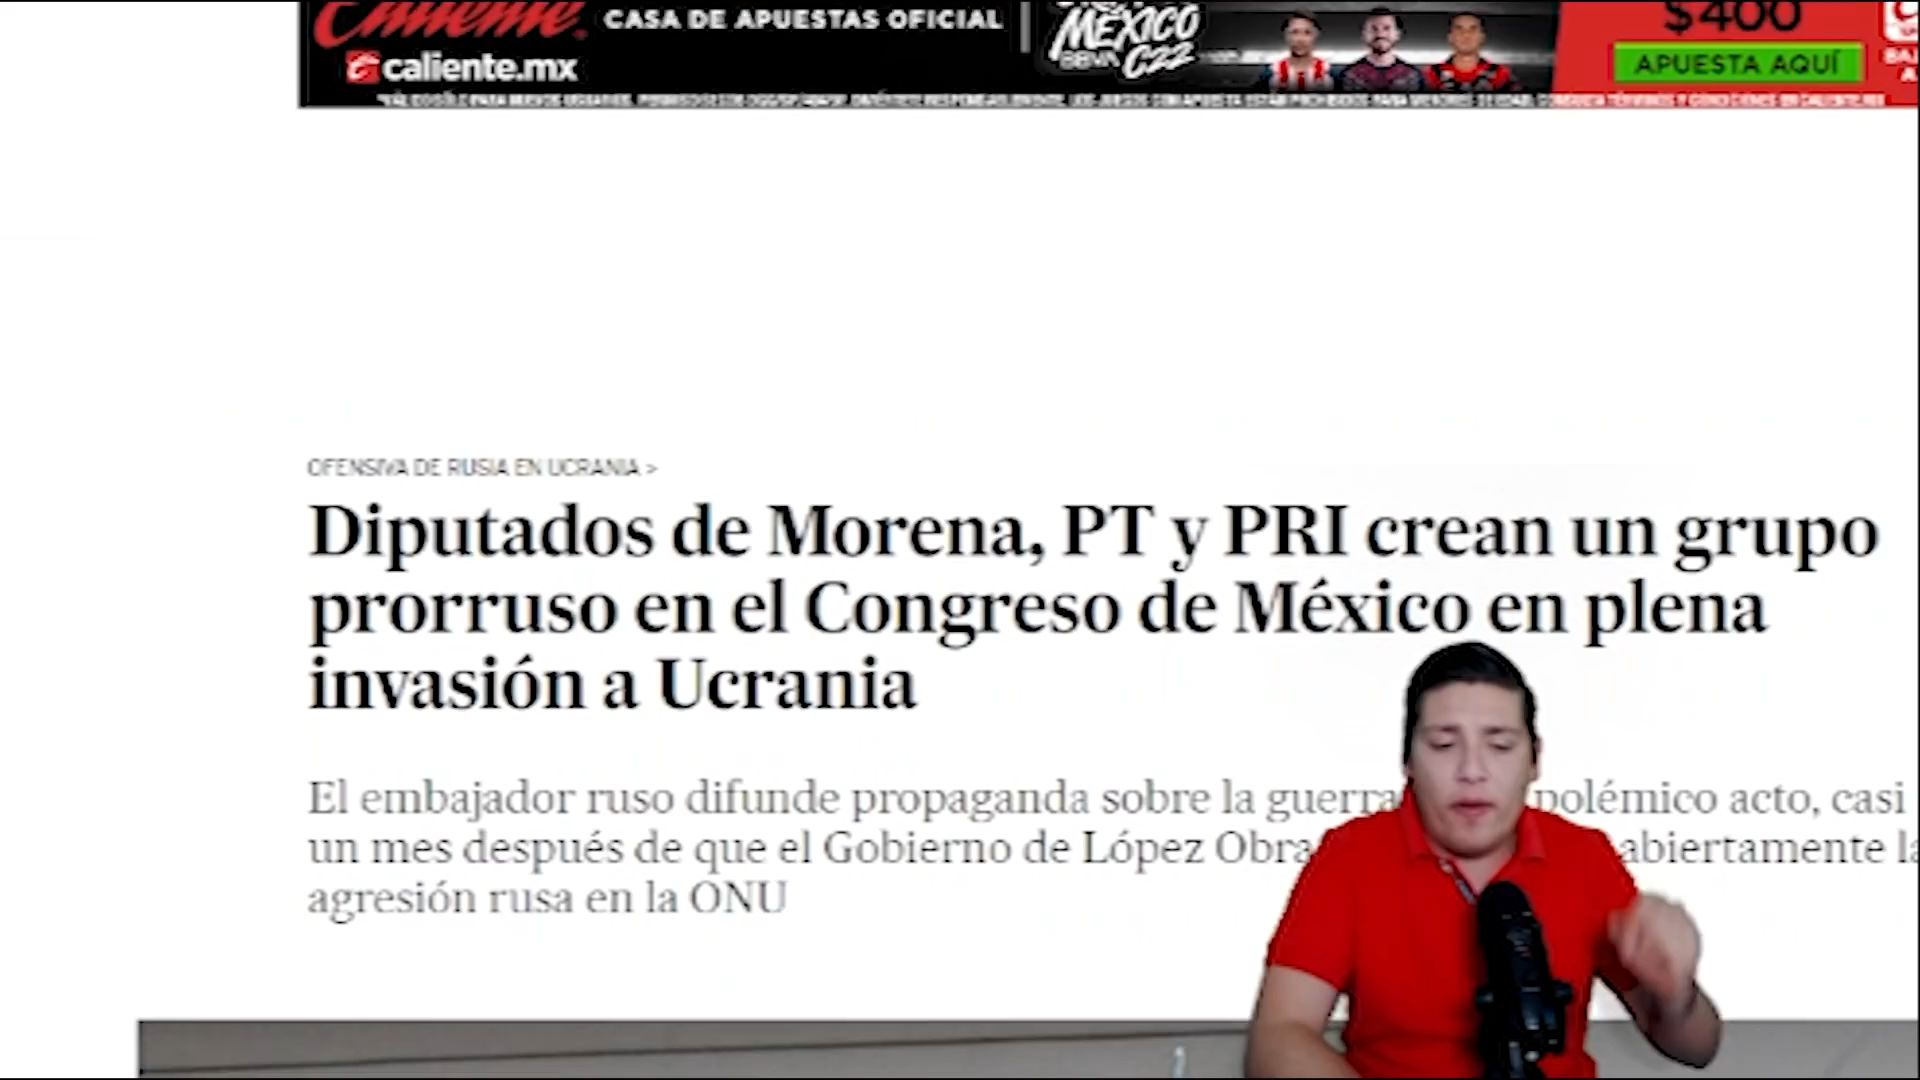 Caliente
CASA DE APUESTAS OFICIAL
caliente.mx
MÉXICO
BBVA C22
$400
APUESTA AQUÍ
OFENSIVA DE RUSIA EN UCRANIA >
Diputados de Morena, PT y PRI crean un grupo
prorruso en el Congreso de México en plena
invasión a Ucrania
El embajador ruso difunde propaganda sobre la guerra polémico acto, casi
un mes después de que el Gobierno de López Obra abiertamente la
agresión rusa en la ONU